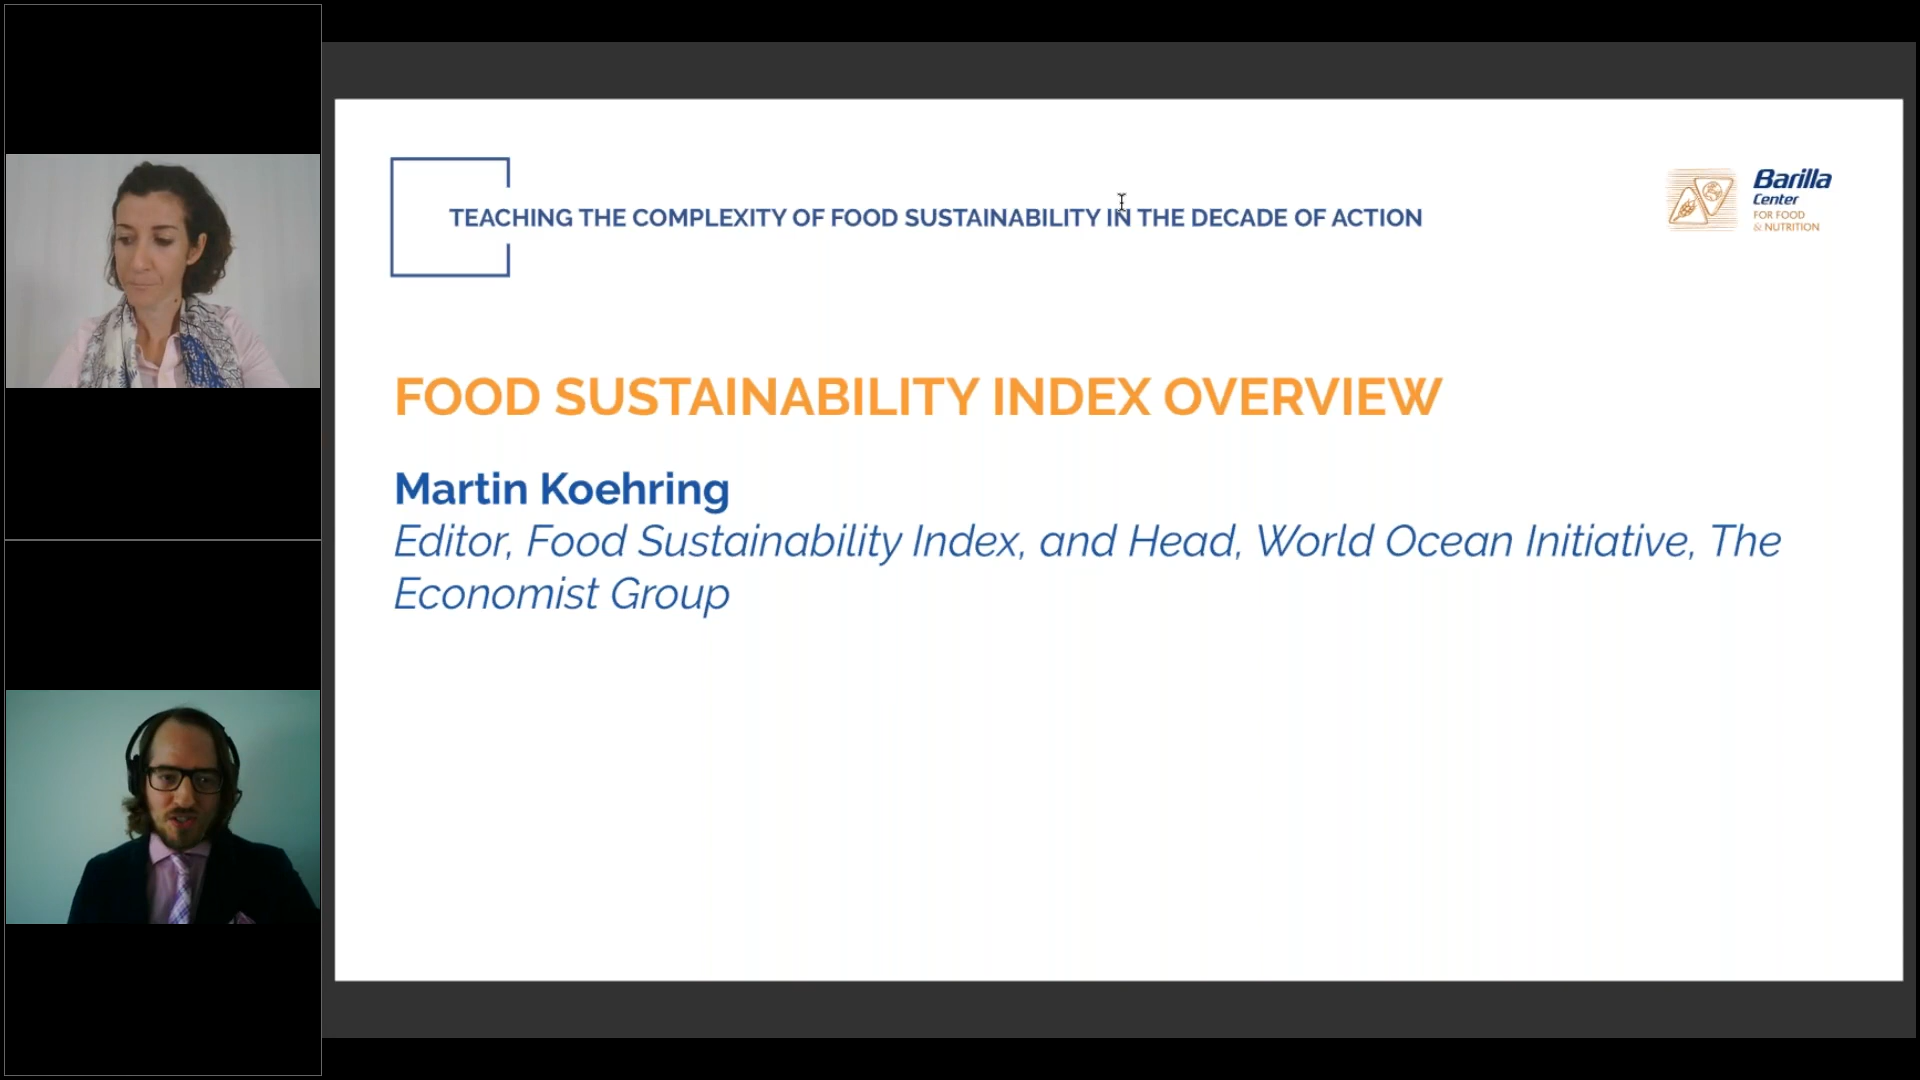 TEACHING THE COMPLEXITY OF FOOD SUSTAINABILITY IN THE DECADE OF ACTION
Barilla
Center
FOR FOOD
& NUTRITION
FOOD SUSTAINABILITY INDEX OVERVIEW
Martin Koehring
Editor, Food Sustainability Index, and Head, World Ocean Initiative, The
Economist Group